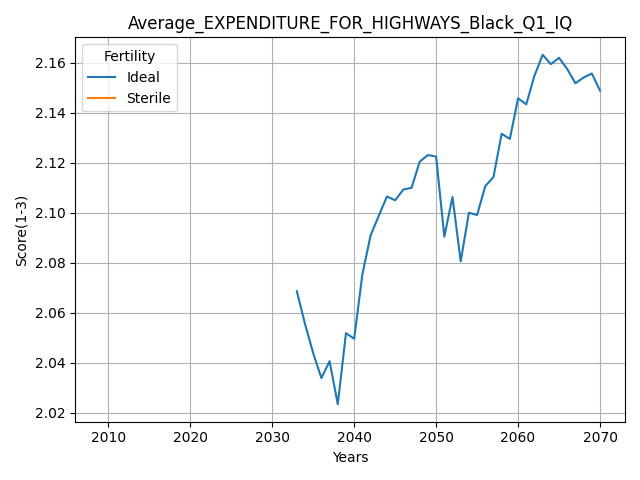 Average_EXPENDITURE_FOR_HIGHWAYS_Black_Q1_IQ
Fertility
Ideal
Sterile
Score(1-3)
2.16
2.14
2.12
2.10
2.08
2.06
2.04
2.02
2010 2020 2030 2040 2050 2060 2070
Years